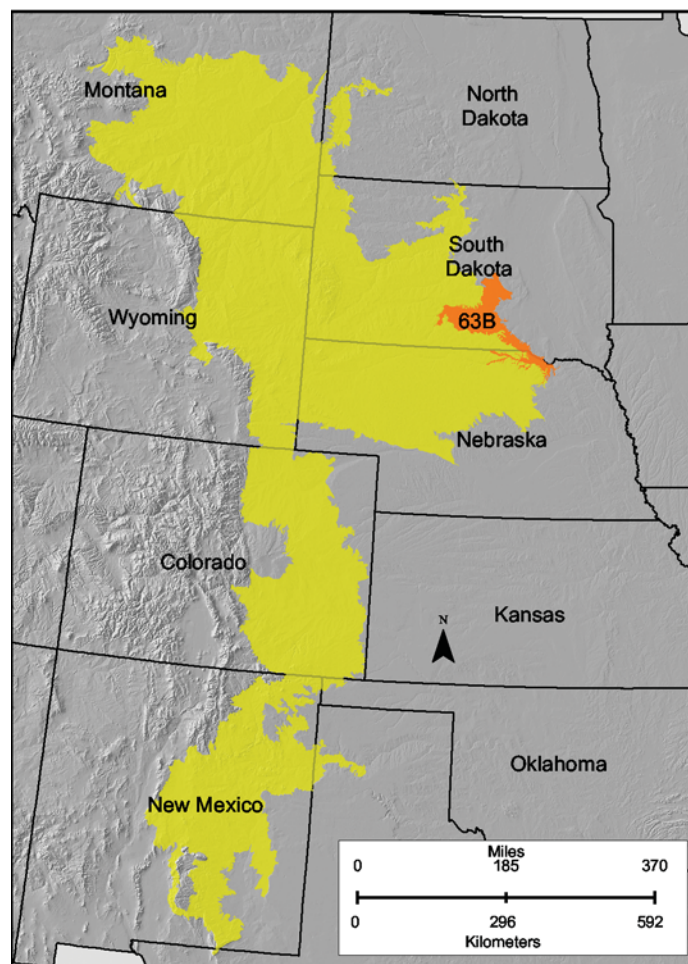 Montana
North
Dakota
South
Dakota
63B
Wyoming
Nebraska
Colorado
N
Kansas
Oklahoma
New Mexico
Miles
0 185 370
0 296 592
Kilometers